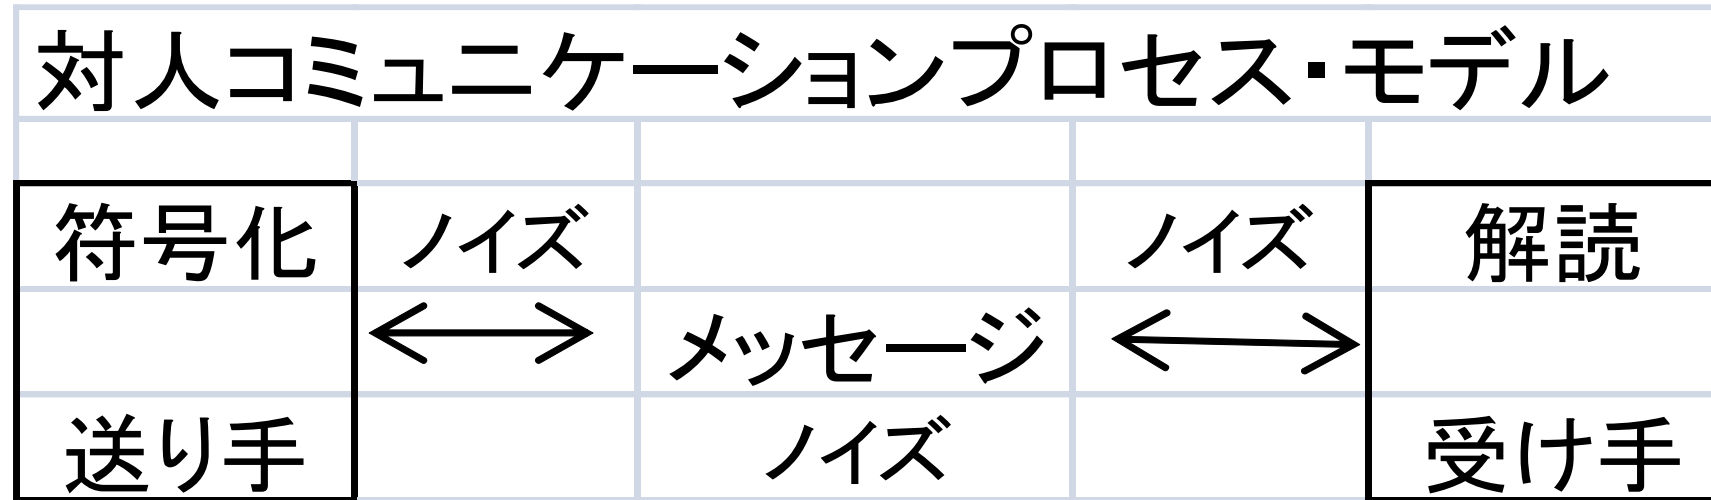 対人コミュニケーションプロセス・モデル
符号化 ノイズ ノイズ 解読
メッセージ
送り手 ノイズ 受け手